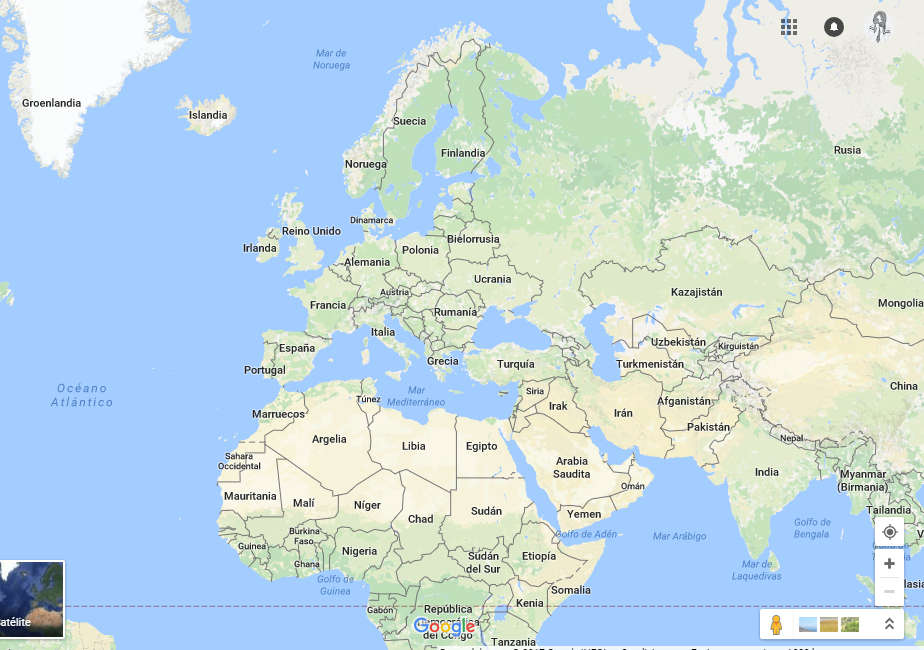 Mar de
Noruega
Groenlandia
Islandia
Suecia
Finlandia
Noruega
Rusia
Dinamarca
Reino Unido
Irlanda
Bielorrusia
Polonia
Alemania
Ucrania
Austria
Kazajistán
Mongolia
Francia
Rumanía
Italia
España
Uzbekistán
Kirguistán
Grecia
Turquía
Turkmenistán
Portugal
China
Océano
Atlántico
Mar
Mediterráneo
Túnez
Siria
Irak
Irán
Afganistán
Marruecos
Pakistán
Argelia
Libia
Egipto
Nepal
Sahara
Occidental
Arabia
Saudita
India
Myanmar
(Birmania)
Omán
Mauritania
Malí
Níger
Chad
Sudán
Yemen
Tailandia
Golfo de Adén
Mar Arábigo
Golfo de
Bengala
Burkina
Faso
Guinea
Nigeria
Ghana
Sudán
del Sur
Etiopía
Mar de
Laquedivas
Golfo de
Guinea
Somalia
Kenia
Gabón
República
Democrática
del Congo
Google
Tanzania
atélite